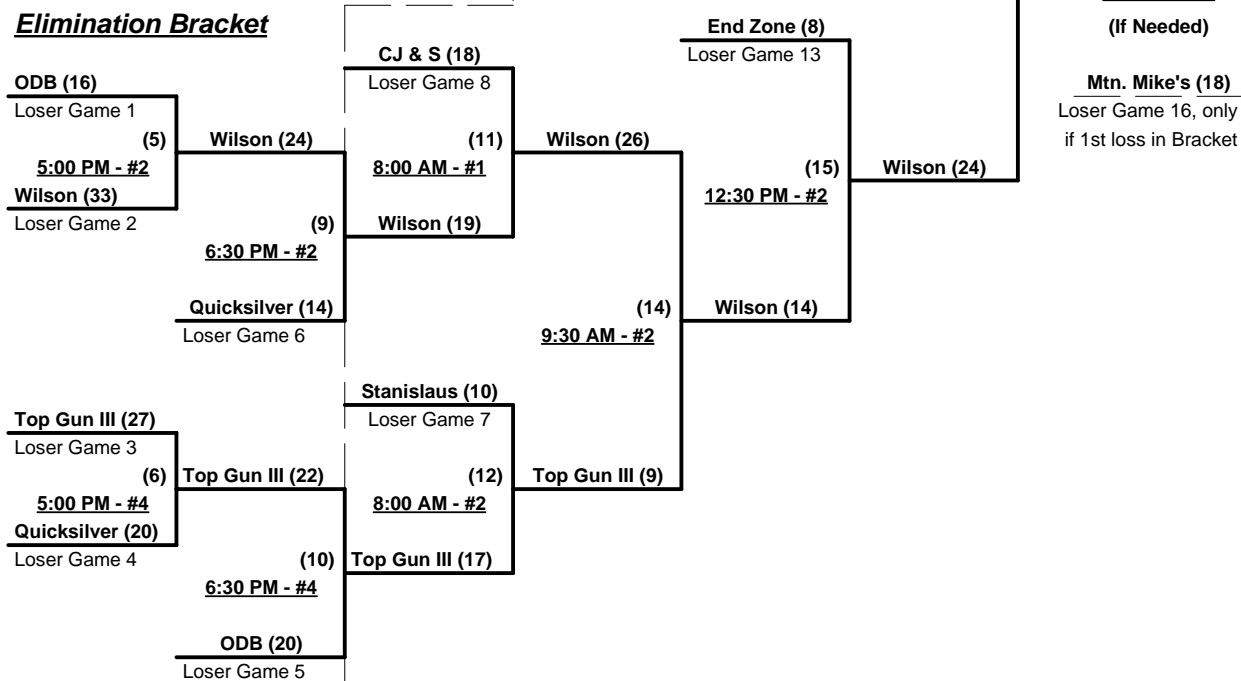 Elimination Bracket
End Zone (8)
(If Needed)
CJ & S (18)
Loser Game 13
ODB (16)
Loser Game 8
Mtn. Mike's (18)
Loser Game 1
Loser Game 16, only
(5)
Wilson (24)
(11)
Wilson (26)
if 1st loss in Bracket
5:00 PM - #2
8:00 AM - #1
(15)
Wilson (24)
Wilson (33)
12:30 PM - #2
Loser Game 2
(9)
Wilson (19)
6:30 PM - #2
Quicksilver (14)
(14)
Wilson (14)
Loser Game 6
9:30 AM - #2
Stanislaus (10)
Top Gun III (27)
Loser Game 7
Loser Game 3
(6)
Top Gun III (22)
(12)
Top Gun III (9)
5:00 PM - #4
8:00 AM - #2
Quicksilver (20)
Loser Game 4
(10)
Top Gun III (17)
6:30 PM - #4
ODB (20)
Loser Game 5